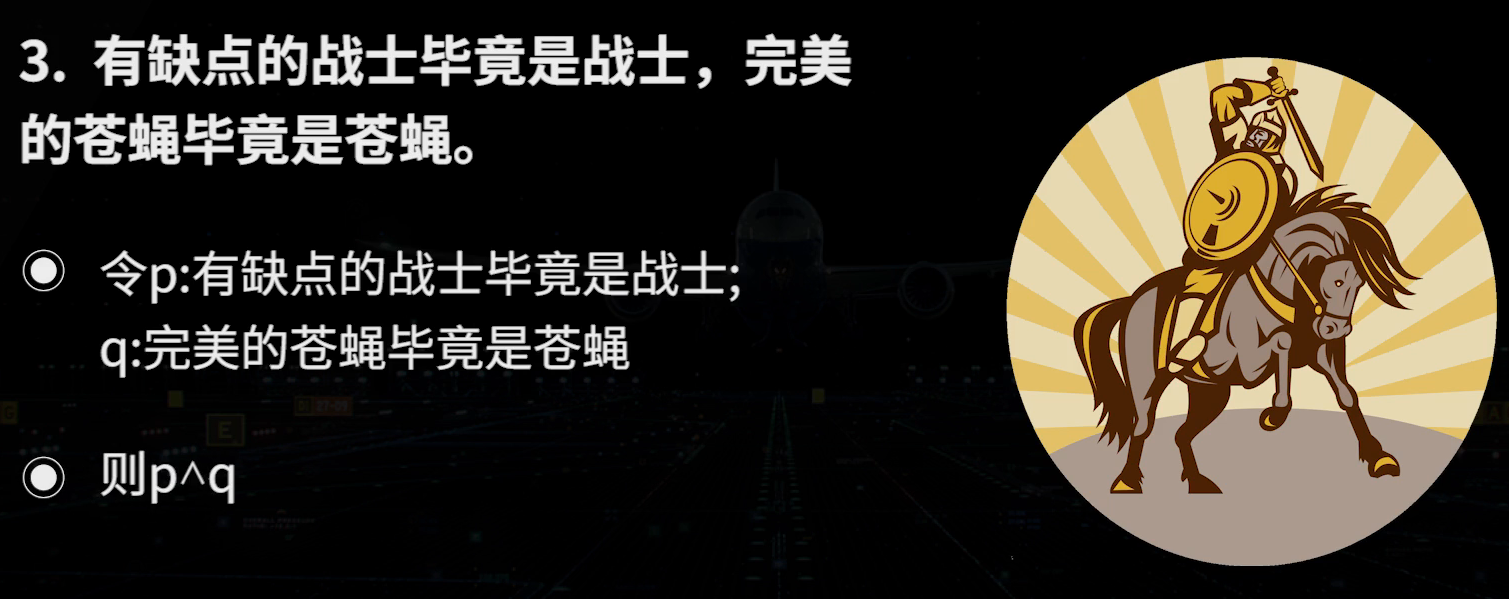 3. 有缺点的战士毕竟是战士，完美
的苍蝇毕竟是苍蝇。
令p:有缺点的战士毕竟是战士;
q:完美的苍蝇毕竟是苍蝇
则p^q
E